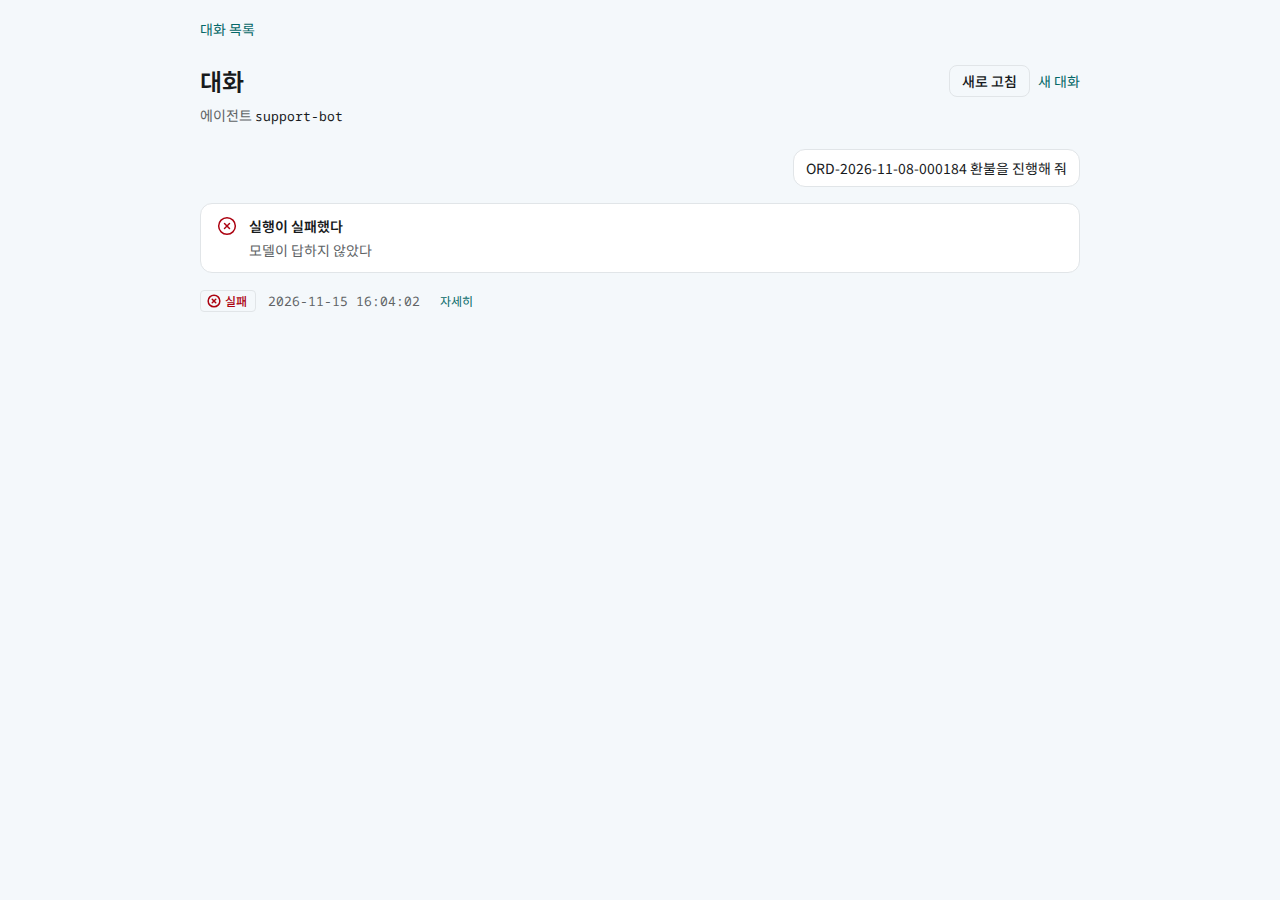 대화 목록
대화
새로 고침 새 대화
에이전트 support-bot
ORD-2026-11-08-000184 환불을 진행해 줘
실행이 실패했다
모델이 답하지 않았다
실패 2026-11-15 16:04:02 자세히